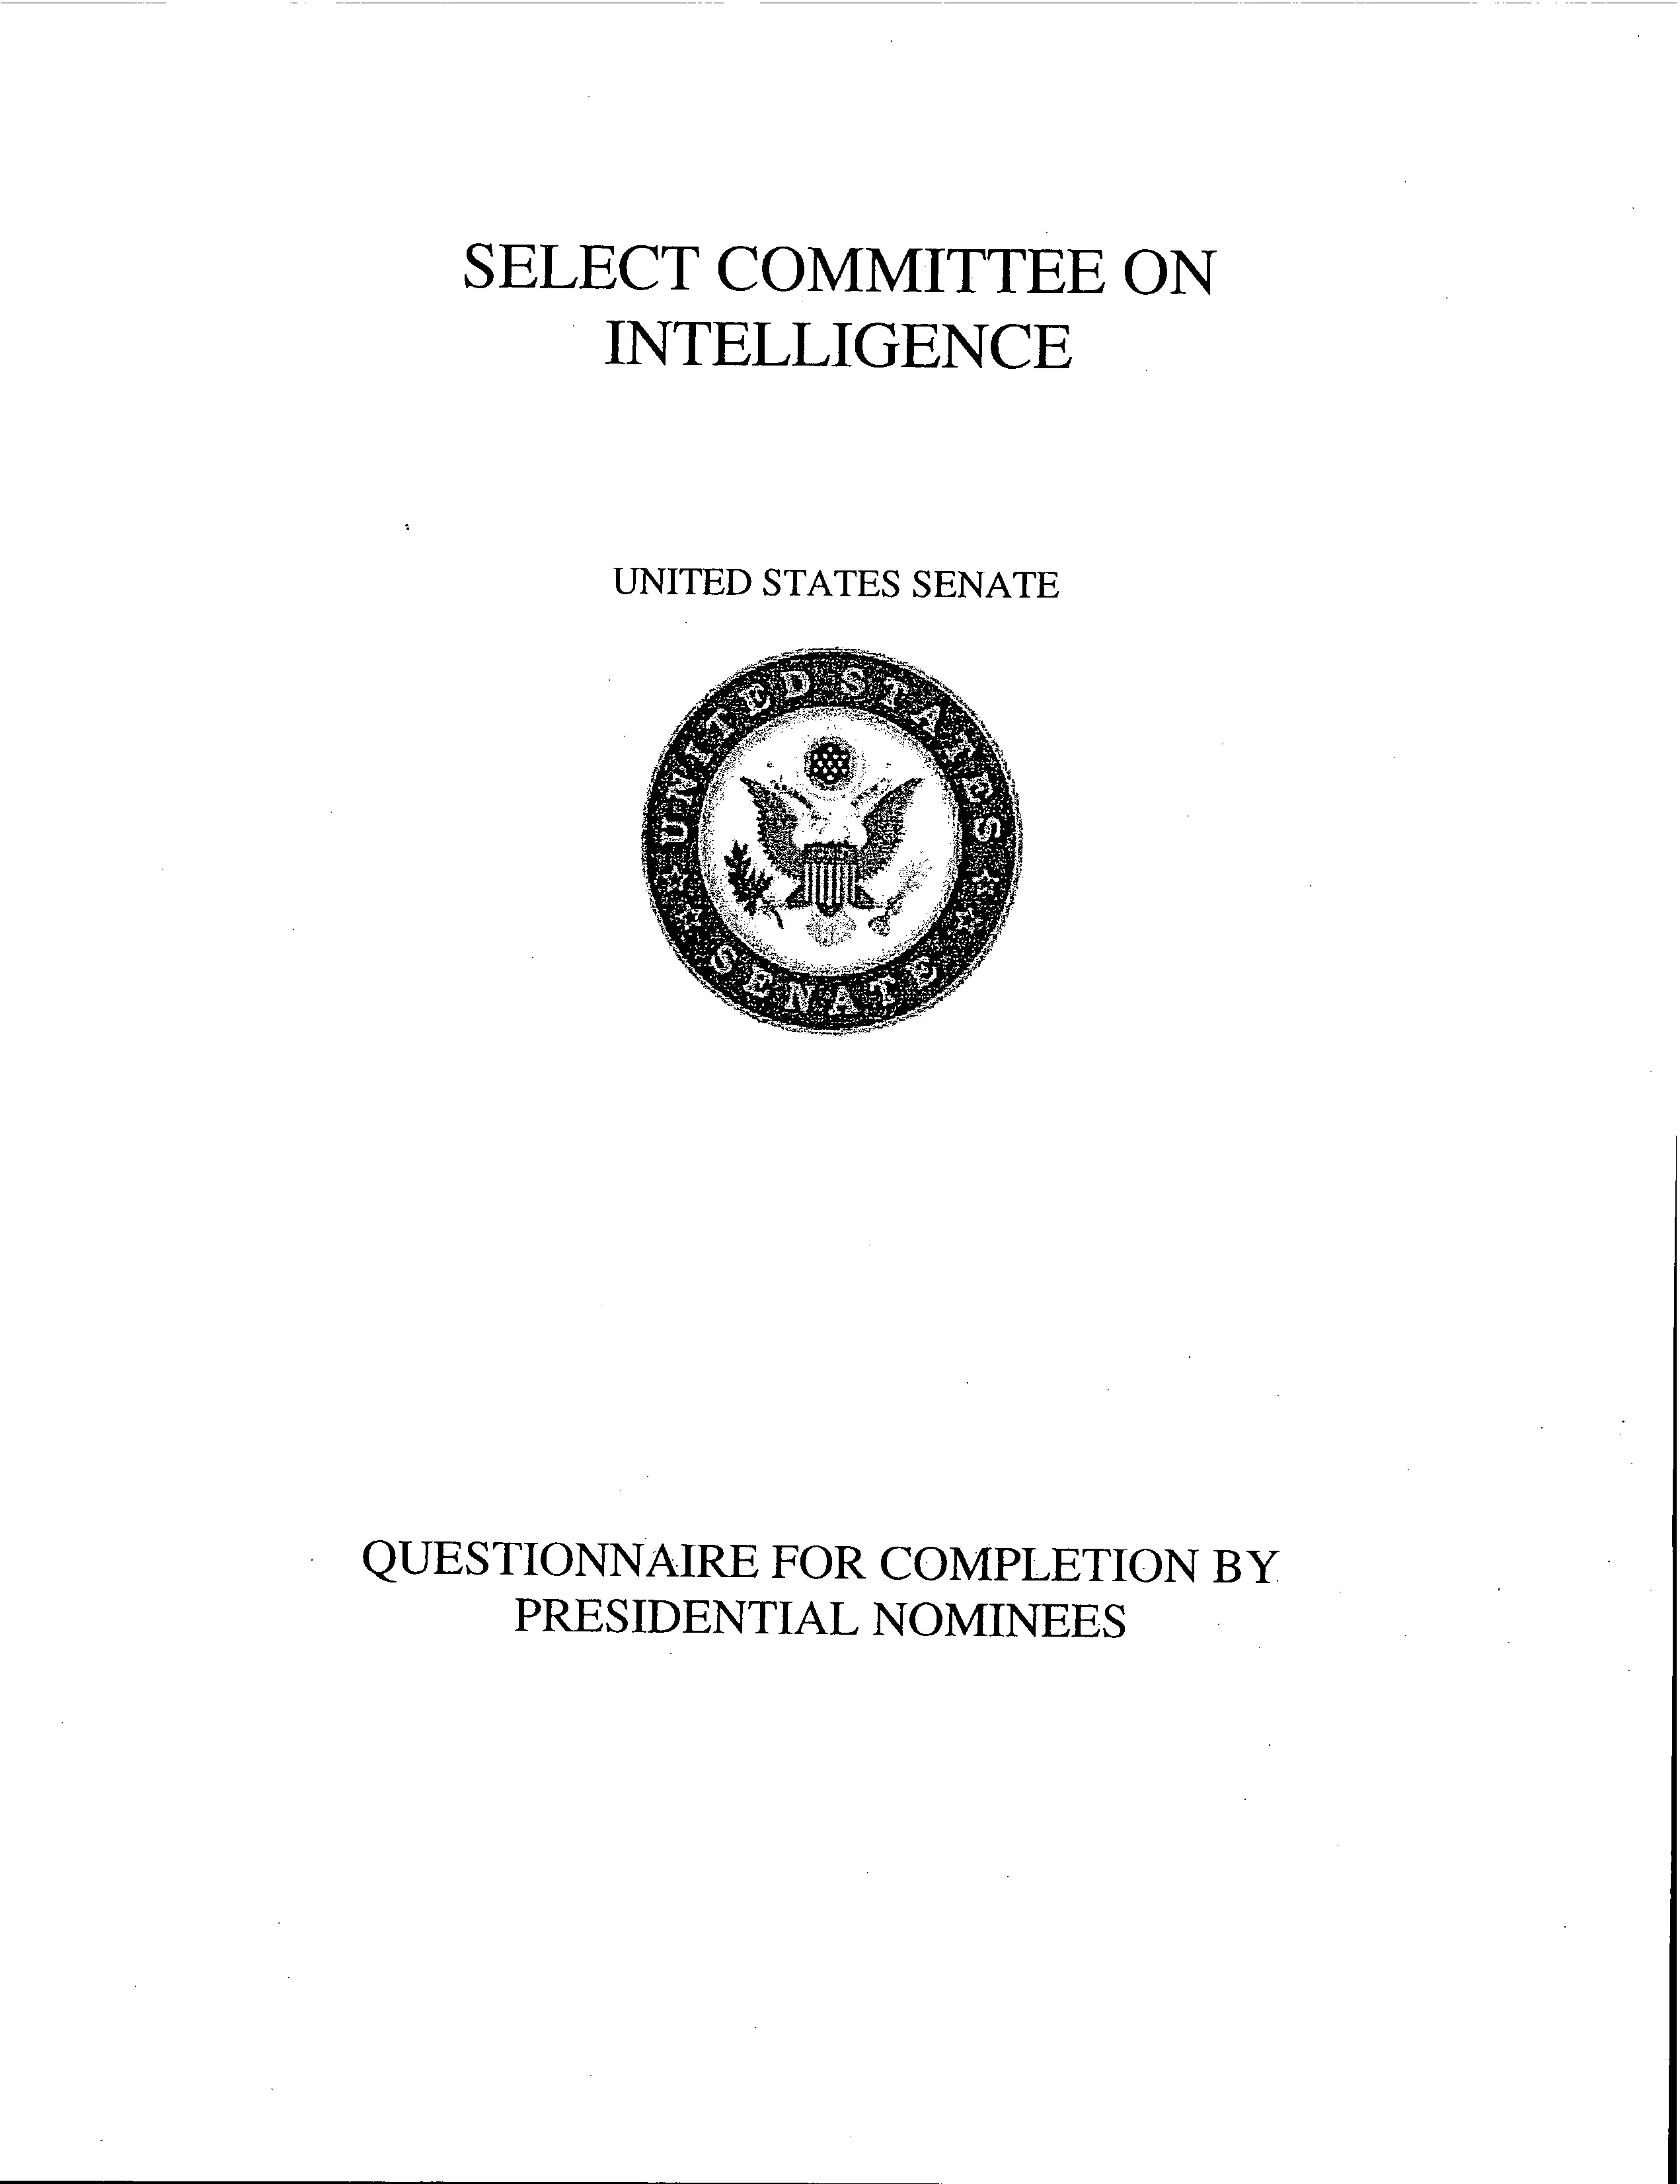 SELECT COMMITTEE ON
INTELLIGENCE
UNITED STATES SENATE
UNITED STATES
SENATE
QUESTIONNAIRE FOR COMPLETION BY
PRESIDENTIAL NOMINEES